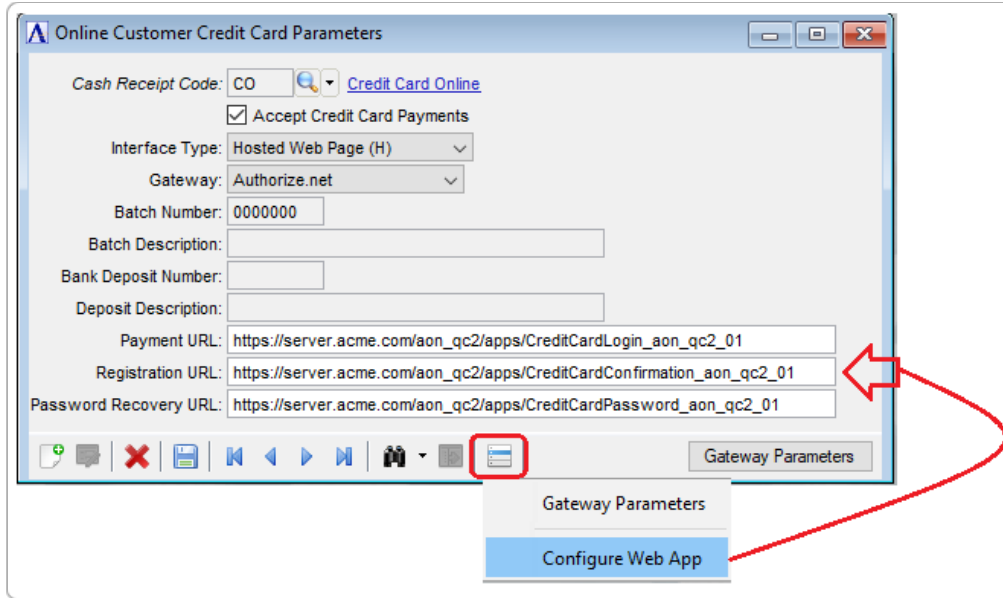 Online Customer Credit Card Parameters
Cash Receipt Code: CO Credit Card Online
Accept Credit Card Payments
Interface Type: Hosted Web Page (H)
Gateway: Authorize.net
Batch Number: 0000000
Batch Description:
Bank Deposit Number:
Deposit Description:
Payment URL: https://server.acme.com/aon_qc2/apps/CreditCardLogin_aon_qc2_01
Registration URL: https://server.acme.com/aon_qc2/apps/CreditCardConfirmation_aon_qc2_01
Password Recovery URL: https://server.acme.com/aon_qc2/apps/CreditCardPassword_aon_qc2_01
Gateway Parameters
Gateway Parameters
Configure Web App